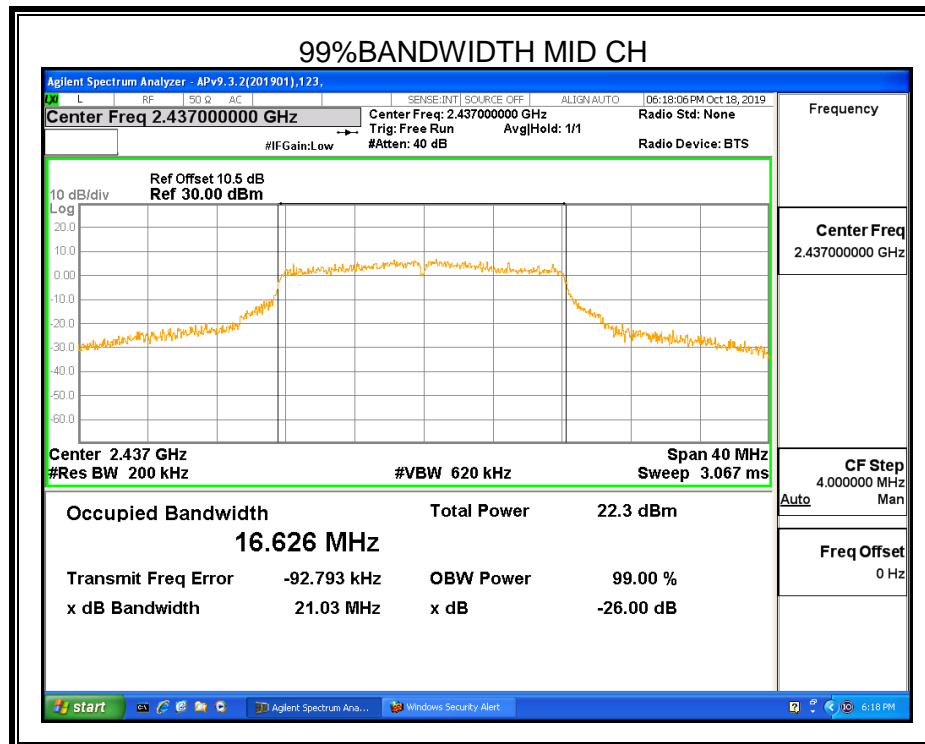 99%BANDWIDTH MID CH
Agilent Spectrum Analyzer - APv9.3.2(201901),123,
LXI L RF 50 Ω AC SENSE:INT SOURCE OFF ALIGN AUTO 06:18:06 PM Oct 18, 2019
Center Freq 2.437000000 GHz
Center Freq: 2.437000000 GHz
Radio Std: None
Trig: Free Run Avg|Hold: 1/1
#IFGain:Low
#Atten: 40 dB
Radio Device: BTS
Ref Offset 10.5 dB
10 dB/div Ref 30.00 dBm
Log
20.0
10.0
0.00
-10.0
-20.0
-30.0
-40.0
-50.0
-60.0
Center 2.437 GHz Span 40 MHz
#Res BW 200 kHz #VBW 620 kHz Sweep 3.067 ms
Occupied Bandwidth Total Power 22.3 dBm
16.626 MHz
Transmit Freq Error -92.793 kHz OBW Power 99.00 %
x dB Bandwidth 21.03 MHz x dB -26.00 dB
Frequency
Center Freq
2.437000000 GHz
CF Step
4.000000 MHz
Auto Man
Freq Offset
0 Hz
start Agilent Spectrum Ana... Windows Security Alert 6:18 PM